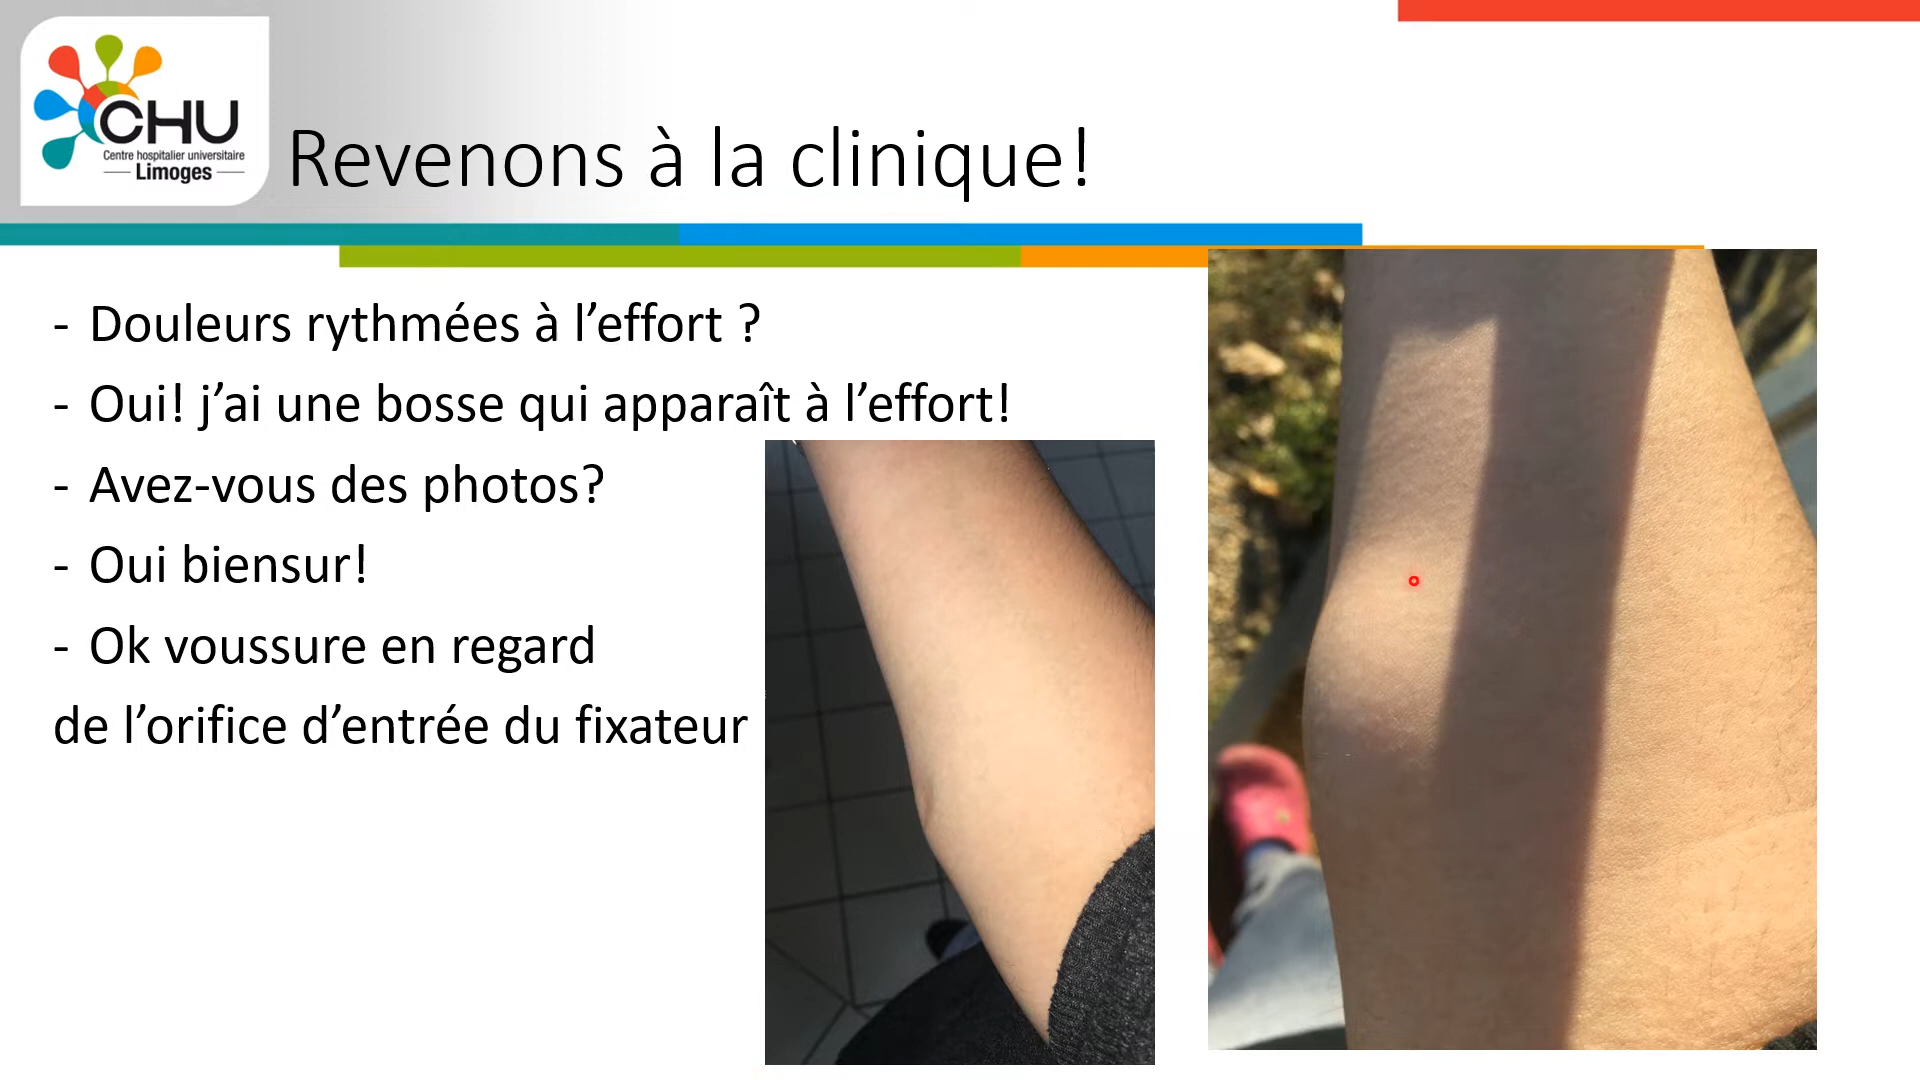 CHU
Centre hospitalier universitaire
Limoges
Revenons à la clinique!
- Douleurs rythmées à l’effort ?
- Oui! j’ai une bosse qui apparaît à l’effort!
- Avez-vous des photos?
- Oui biensur!
- Ok voussure en regard
de l’orifice d’entrée du fixateur